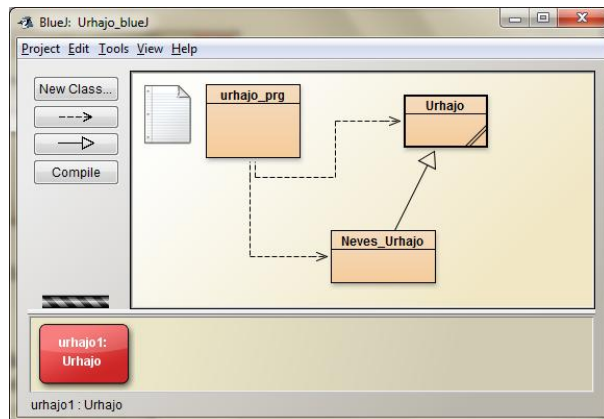 BlueJ: Urhajo_blueJ
Project Edit Tools View Help
New Class...
urhajo_prg
Urhajo
Compile
Neves_Urhajo
urhajo1:
Urhajo
urhajo1 : Urhajo